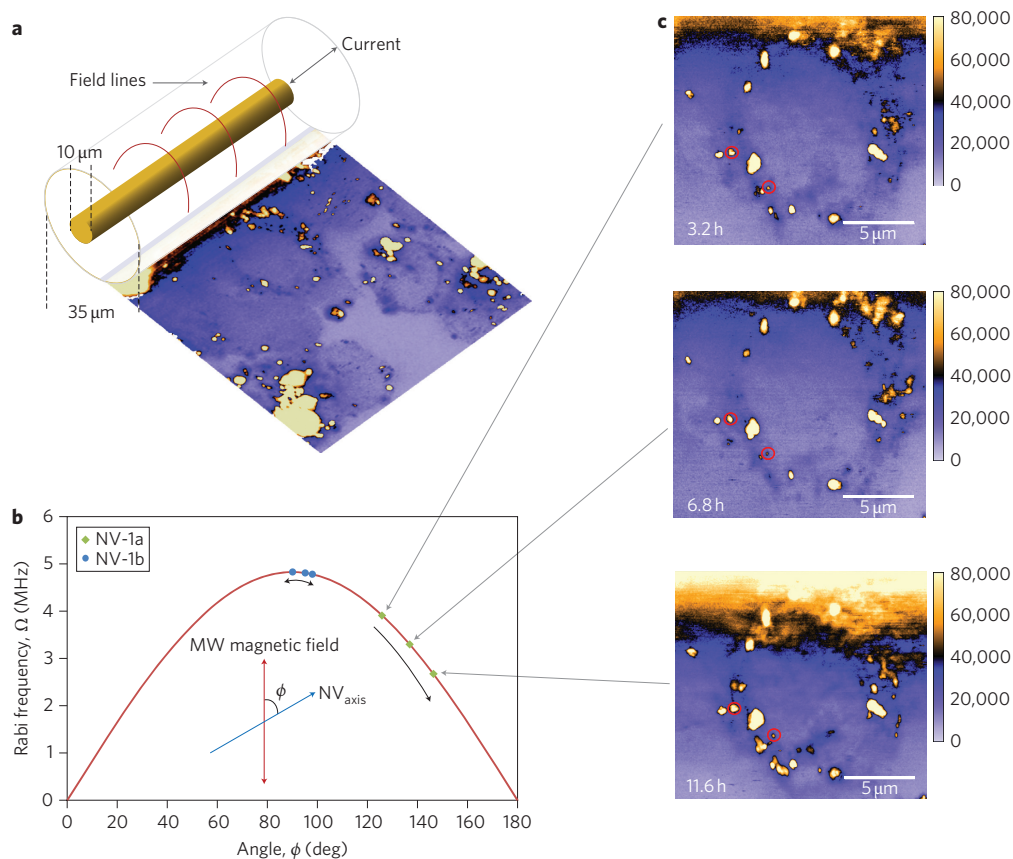 a
Current
Field lines
10 µm
35 µm
b
6
5
4
3
2
1
0
Rabi frequency, Ω (MHz)
NV-1a
NV-1b
MW magnetic field
ϕ
NVaxis
0 20 40 60 80 100 120 140 160 180
Angle, ϕ (deg)
c
80,000
60,000
40,000
20,000
0
3.2 h
5 µm
80,000
60,000
40,000
20,000
0
6.8 h
5 µm
80,000
60,000
40,000
20,000
0
11.6 h
5 µm